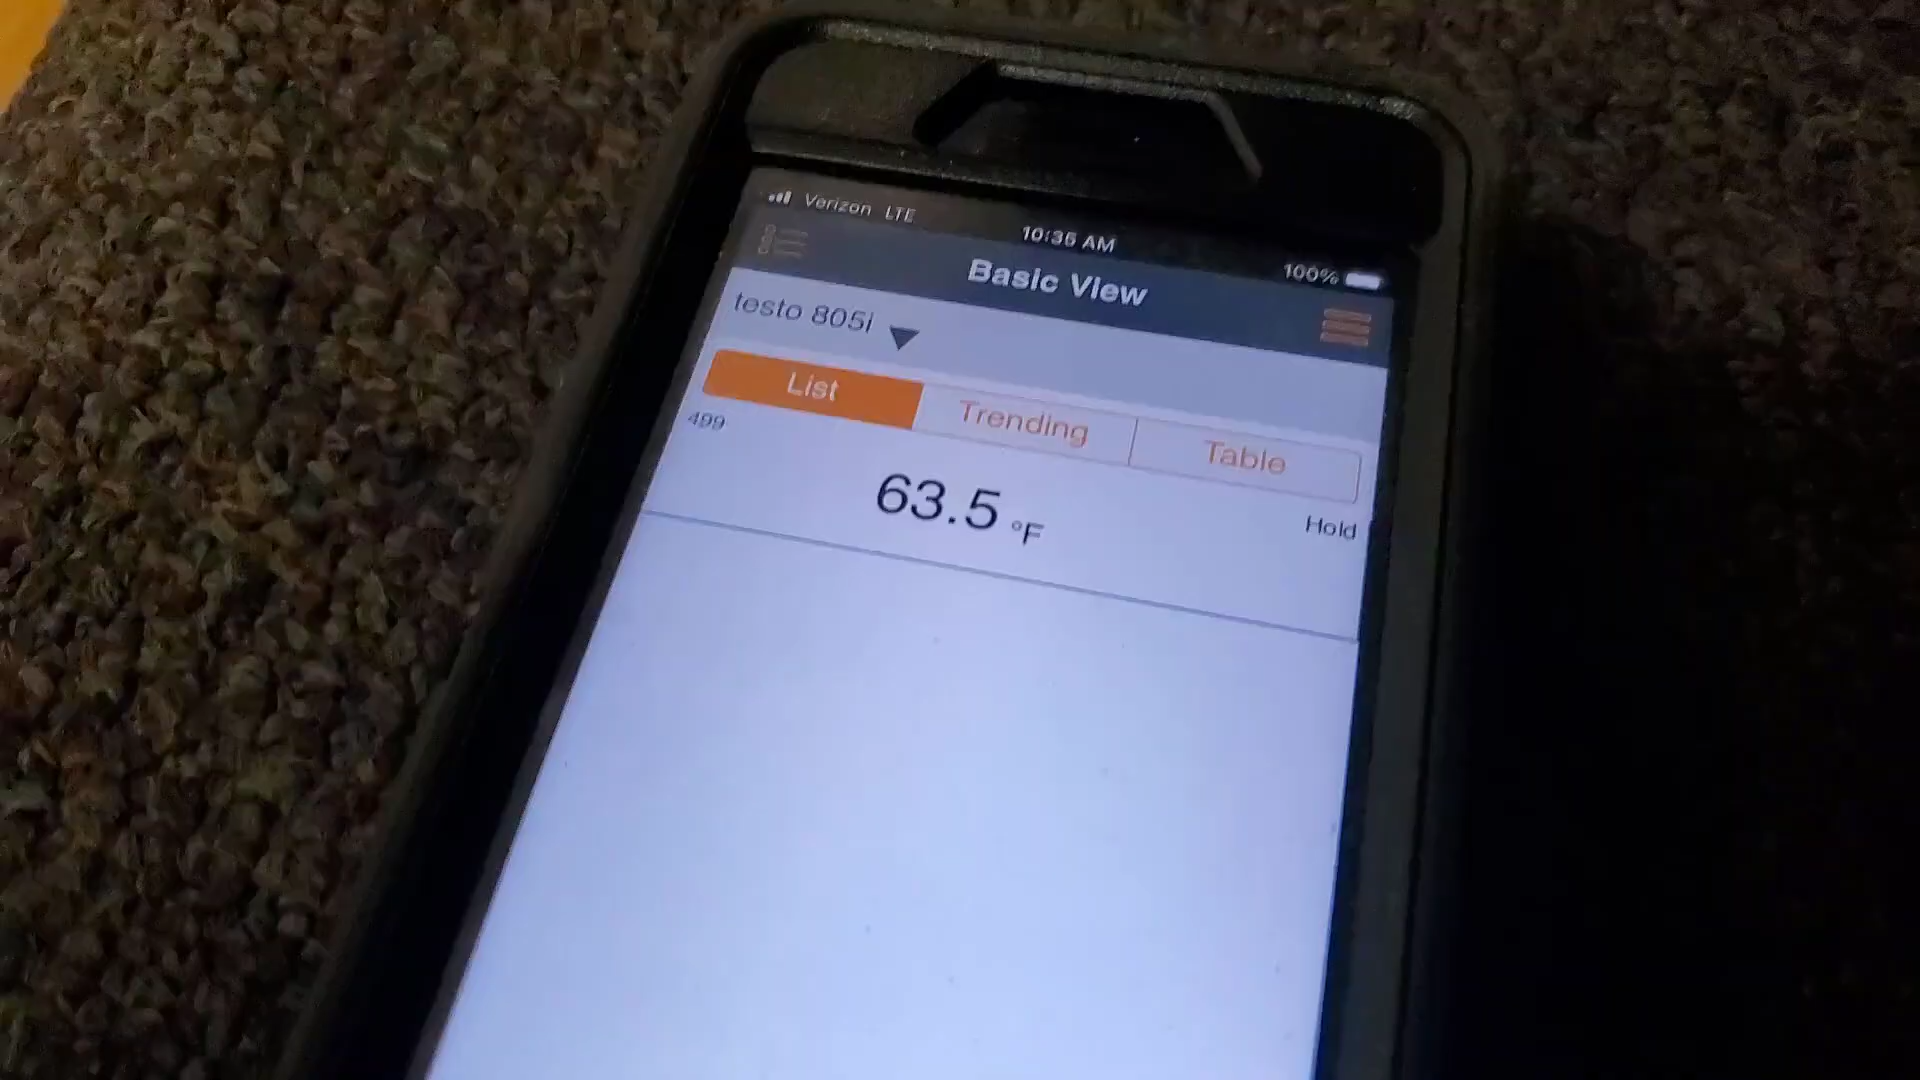 Verizon LTE
10:35 AM
100%
Basic View
testo 805i
List
Trending
Table
499
63.5 °F
Hold